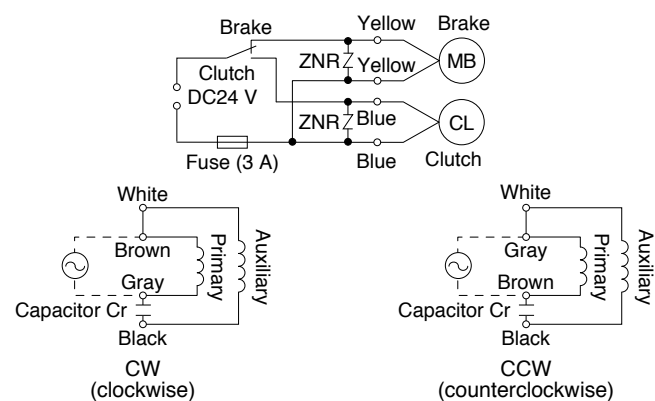 Brake
Yellow
Brake
ZNR
Yellow
MB
Clutch
DC24 V
ZNR
Blue
CL
Fuse (3 A)
Blue
Clutch
White
Brown
Primary
Auxiliary
Gray
Capacitor Cr
Black
CW
(clockwise)
White
Gray
Primary
Auxiliary
Brown
Capacitor Cr
Black
CCW
(counterclockwise)